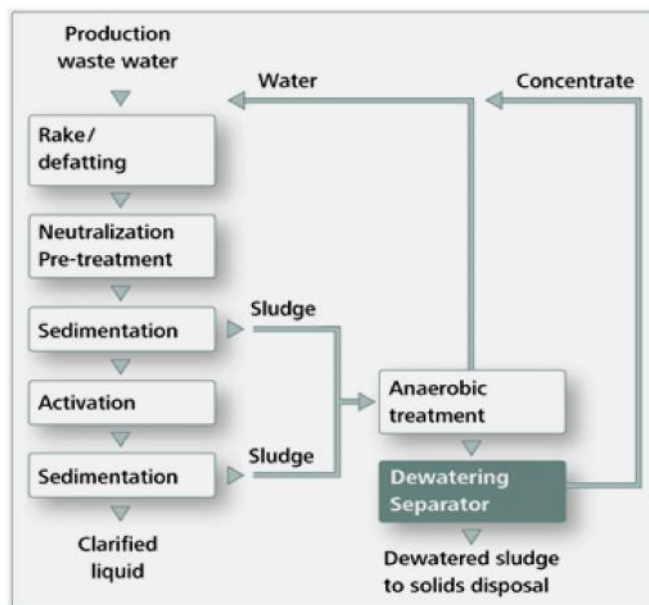 Production
waste water
Water
Concentrate
Rake/
defatting
Neutralization
Pre-treatment
Sedimentation
Sludge
Activation
Sedimentation
Sludge
Clarified
liquid
Anaerobic
treatment
Dewatering
Separator
Dewatered sludge
to solids disposal